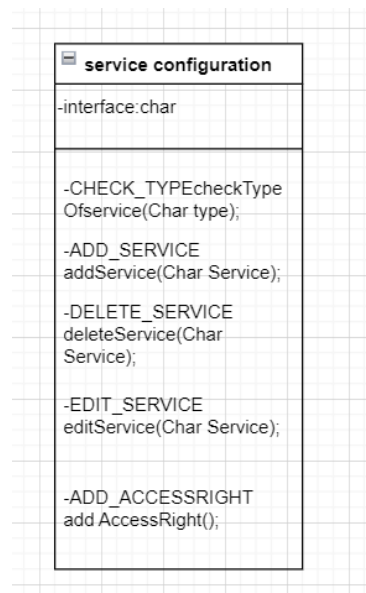 service configuration
-interface:char
-CHECK_TYPEcheckType
Ofservice(Char type);
-ADD_SERVICE
addService(Char Service);
-DELETE_SERVICE
deleteService(Char
Service);
-EDIT_SERVICE
editService(Char Service);
-ADD_ACCESSRIGHT
add AccessRight();